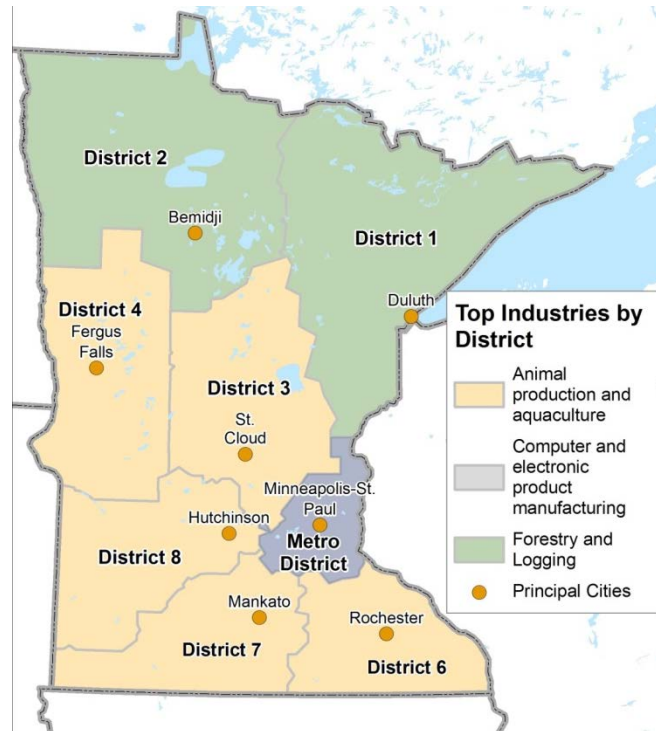 District 2
Bemidji
District 1
Duluth
District 4
Fergus
Falls
District 3
St.
Cloud
Minneapolis-St.
Paul
Hutchinson
Metro
District
District 8
Mankato
Rochester
District 7
District 6
Top Industries by
District
Animal
production and
aquaculture
Computer and
electronic
product
manufacturing
Forestry and
Logging
Principal Cities